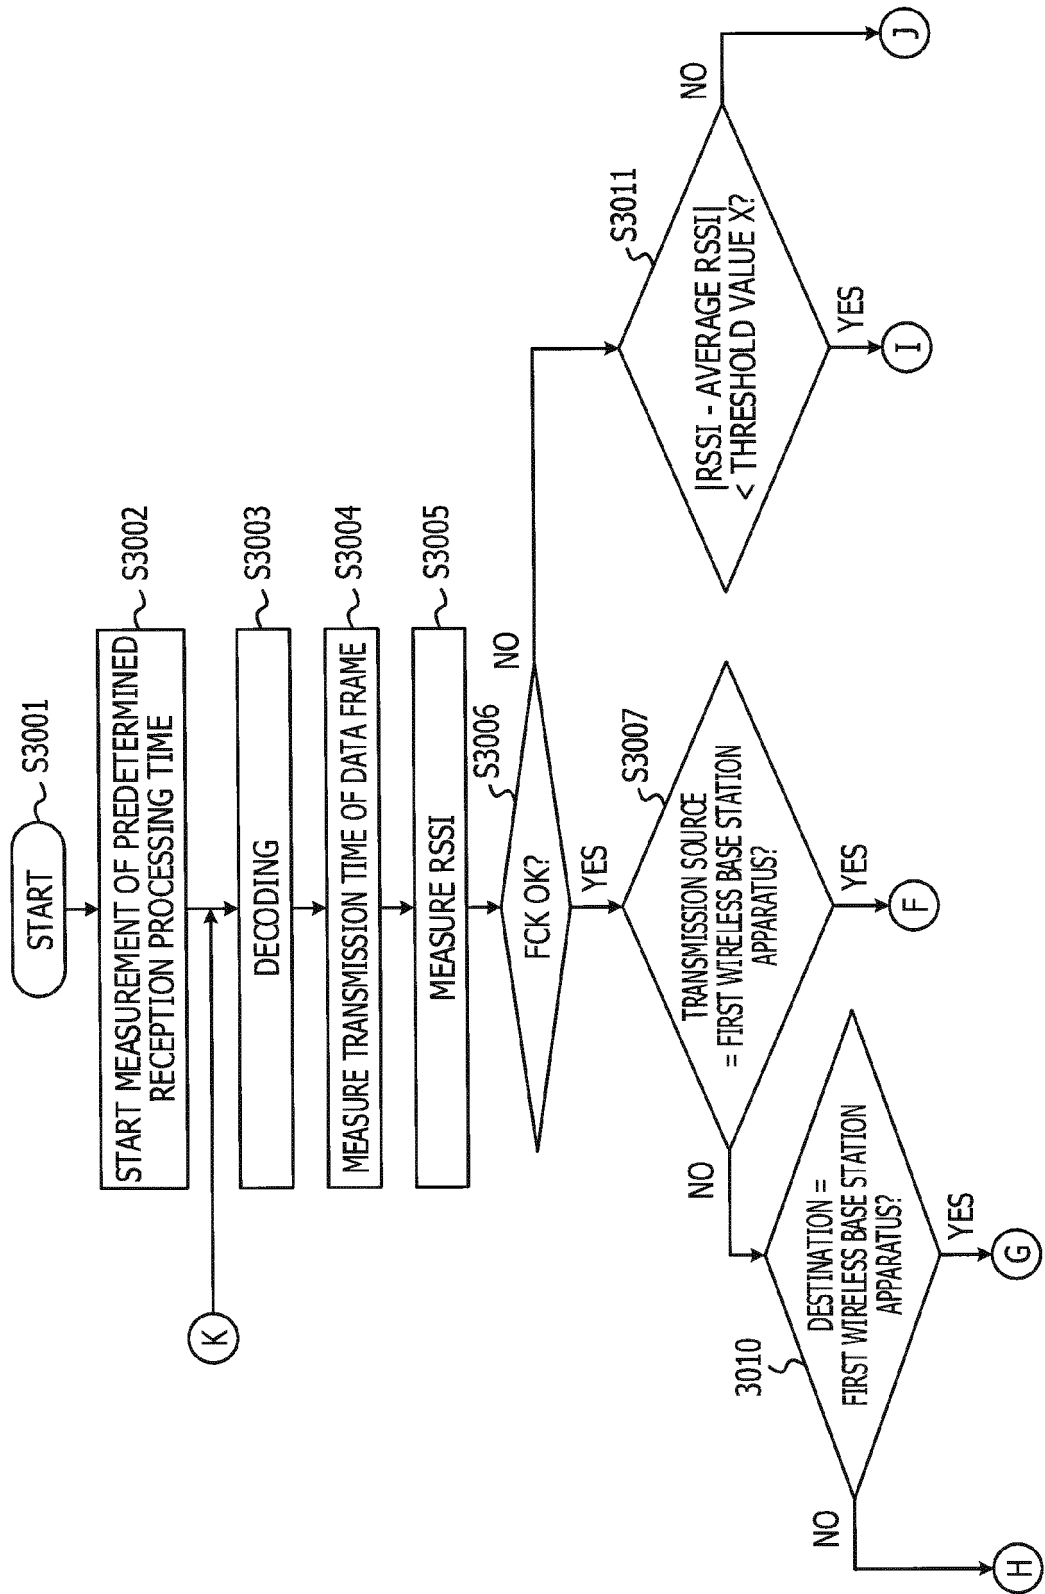 START
S3001
START MEASUREMENT OF PREDETERMINED
RECEPTION PROCESSING TIME
S3002
K
DECODING
S3003
MEASURE TRANSMISSION TIME OF DATA FRAME
S3004
MEASURE RSSI
S3005
FCK OK?
S3006
NO
YES
TRANSMISSION SOURCE
= FIRST WIRELESS BASE STATION
APPARATUS?
S3007
NO
YES
F
DESTINATION =
FIRST WIRELESS BASE STATION
APPARATUS?
3010
NO
YES
G
H
|RSSI - AVERAGE RSSI|
< THRESHOLD VALUE X?
S3011
NO
YES
I
J